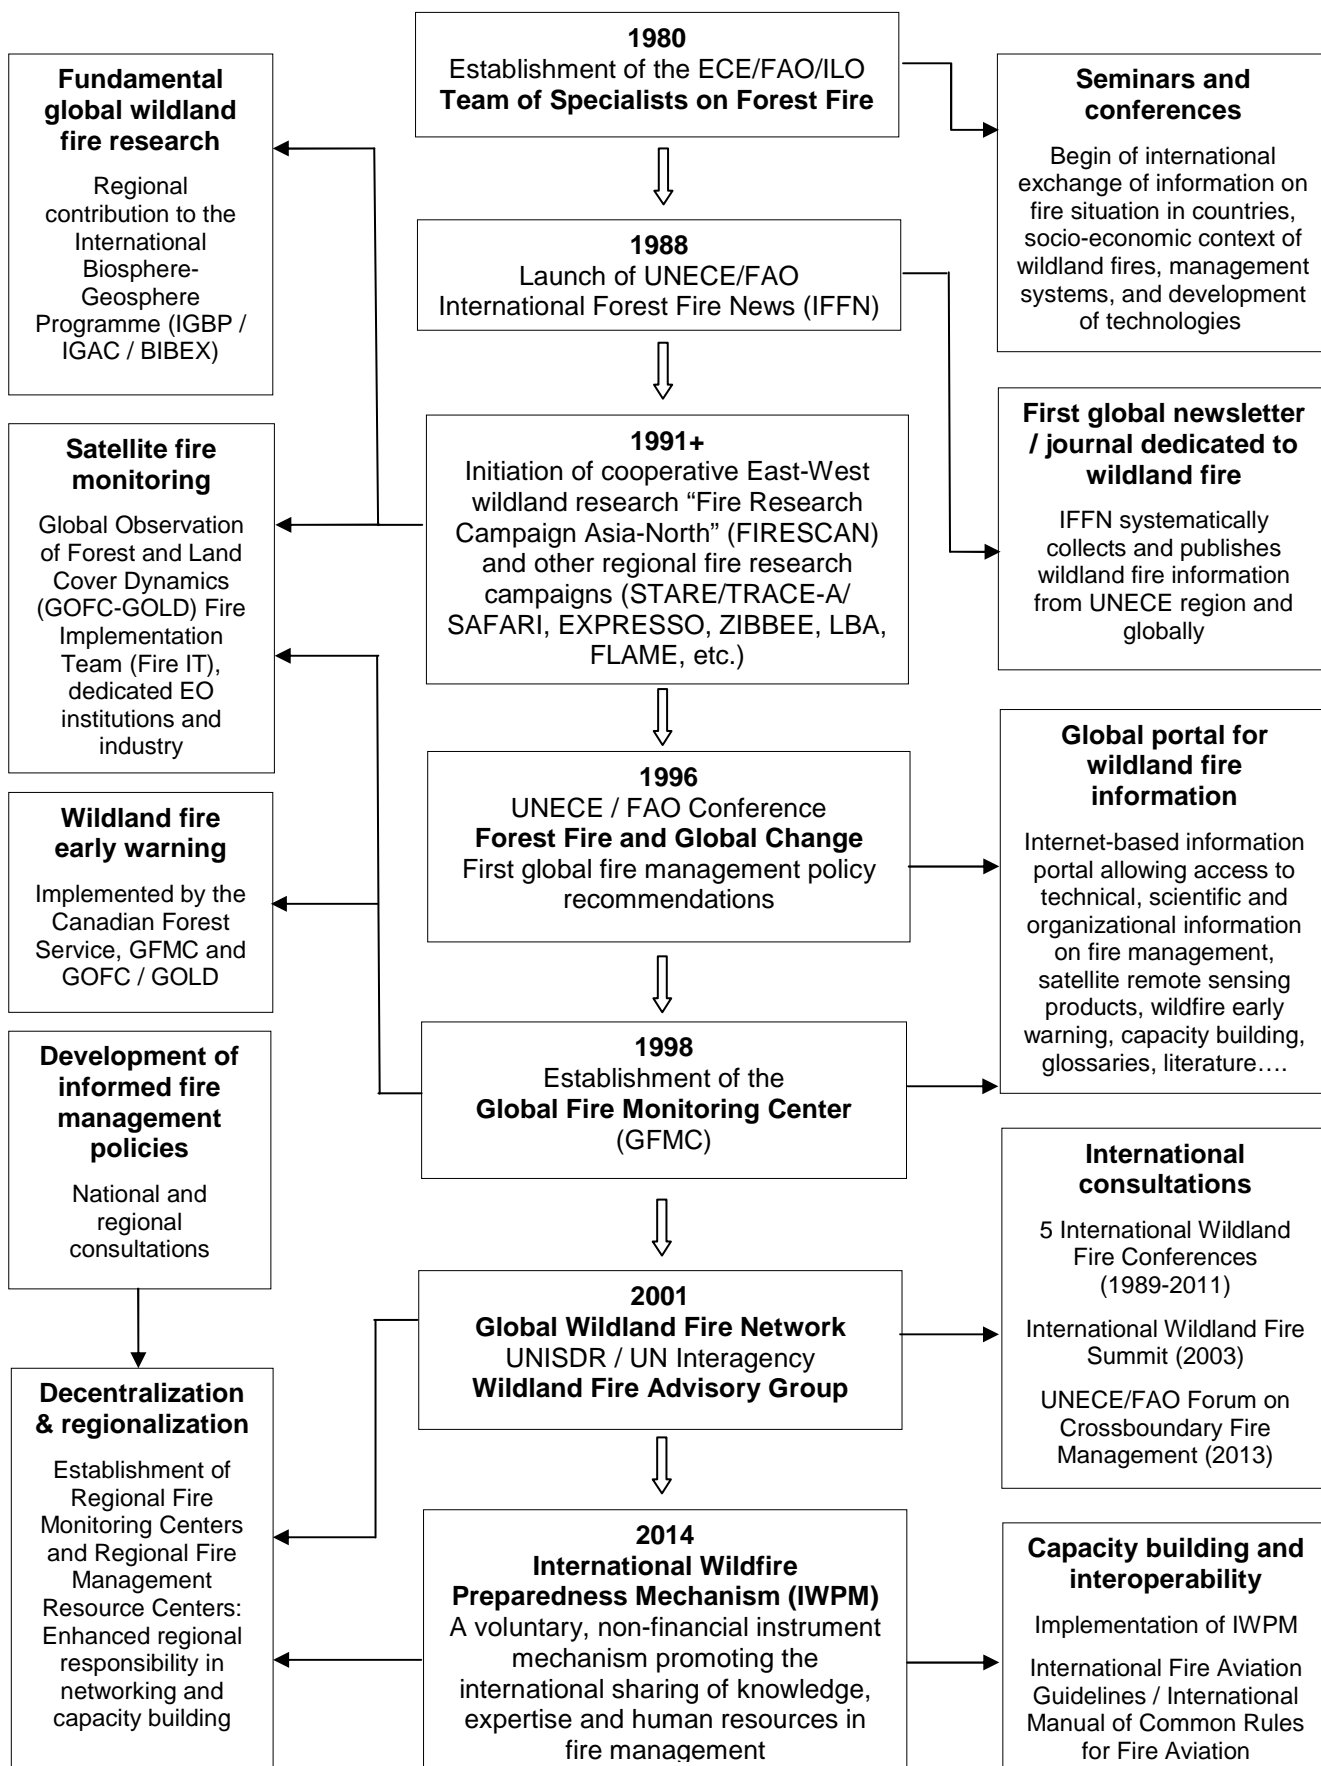 1980
Establishment of the ECE/FAO/ILO
Team of Specialists on Forest Fire
Fundamental
global wildland
fire research
Regional
contribution to the
International
Biosphere-
Geosphere
Programme (IGBP /
IGAC / BIBEX)
Seminars and
conferences
Begin of international
exchange of information on
fire situation in countries,
socio-economic context of
wildland fires, management
systems, and development
of technologies
1988
Launch of UNECE/FAO
International Forest Fire News (IFFN)
First global newsletter
/ journal dedicated to
wildland fire
IFFN systematically
collects and publishes
wildland fire information
from UNECE region and
globally
1991+
Initiation of cooperative East-West
wildland research “Fire Research
Campaign Asia-North” (FIRESCAN)
and other regional fire research
campaigns (STARE/TRACE-A/
SAFARI, EXPRESSO, ZIBBEE, LBA,
FLAME, etc.)
Satellite fire
monitoring
Global Observation
of Forest and Land
Cover Dynamics
(GOFC-GOLD) Fire
Implementation
Team (Fire IT),
dedicated EO
institutions and
industry
1996
UNECE / FAO Conference
Forest Fire and Global Change
First global fire management policy
recommendations
Global portal for
wildland fire
information
Internet-based information
portal allowing access to
technical, scientific and
organizational information
on fire management,
satellite remote sensing
products, wildfire early
warning, capacity building,
glossaries, literature….
Wildland fire
early warning
Implemented by the
Canadian Forest
Service, GFMC and
GOFC / GOLD
1998
Establishment of the
Global Fire Monitoring Center
(GFMC)
Development of
informed fire
management
policies
National and
regional
consultations
International
consultations
5 International Wildland
Fire Conferences
(1989-2011)
International Wildland Fire
Summit (2003)
UNECE/FAO Forum on
Crossboundary Fire
Management (2013)
2001
Global Wildland Fire Network
UNISDR / UN Interagency
Wildland Fire Advisory Group
Decentralization
& regionalization
Establishment of
Regional Fire
Monitoring Centers
and Regional Fire
Management
Resource Centers:
Enhanced regional
responsibility in
networking and
capacity building
2014
International Wildfire
Preparedness Mechanism (IWPM)
A voluntary, non-financial instrument
mechanism promoting the
international sharing of knowledge,
expertise and human resources in
fire management
Capacity building and
interoperability
Implementation of IWPM
International Fire Aviation
Guidelines / International
Manual of Common Rules
for Fire Aviation